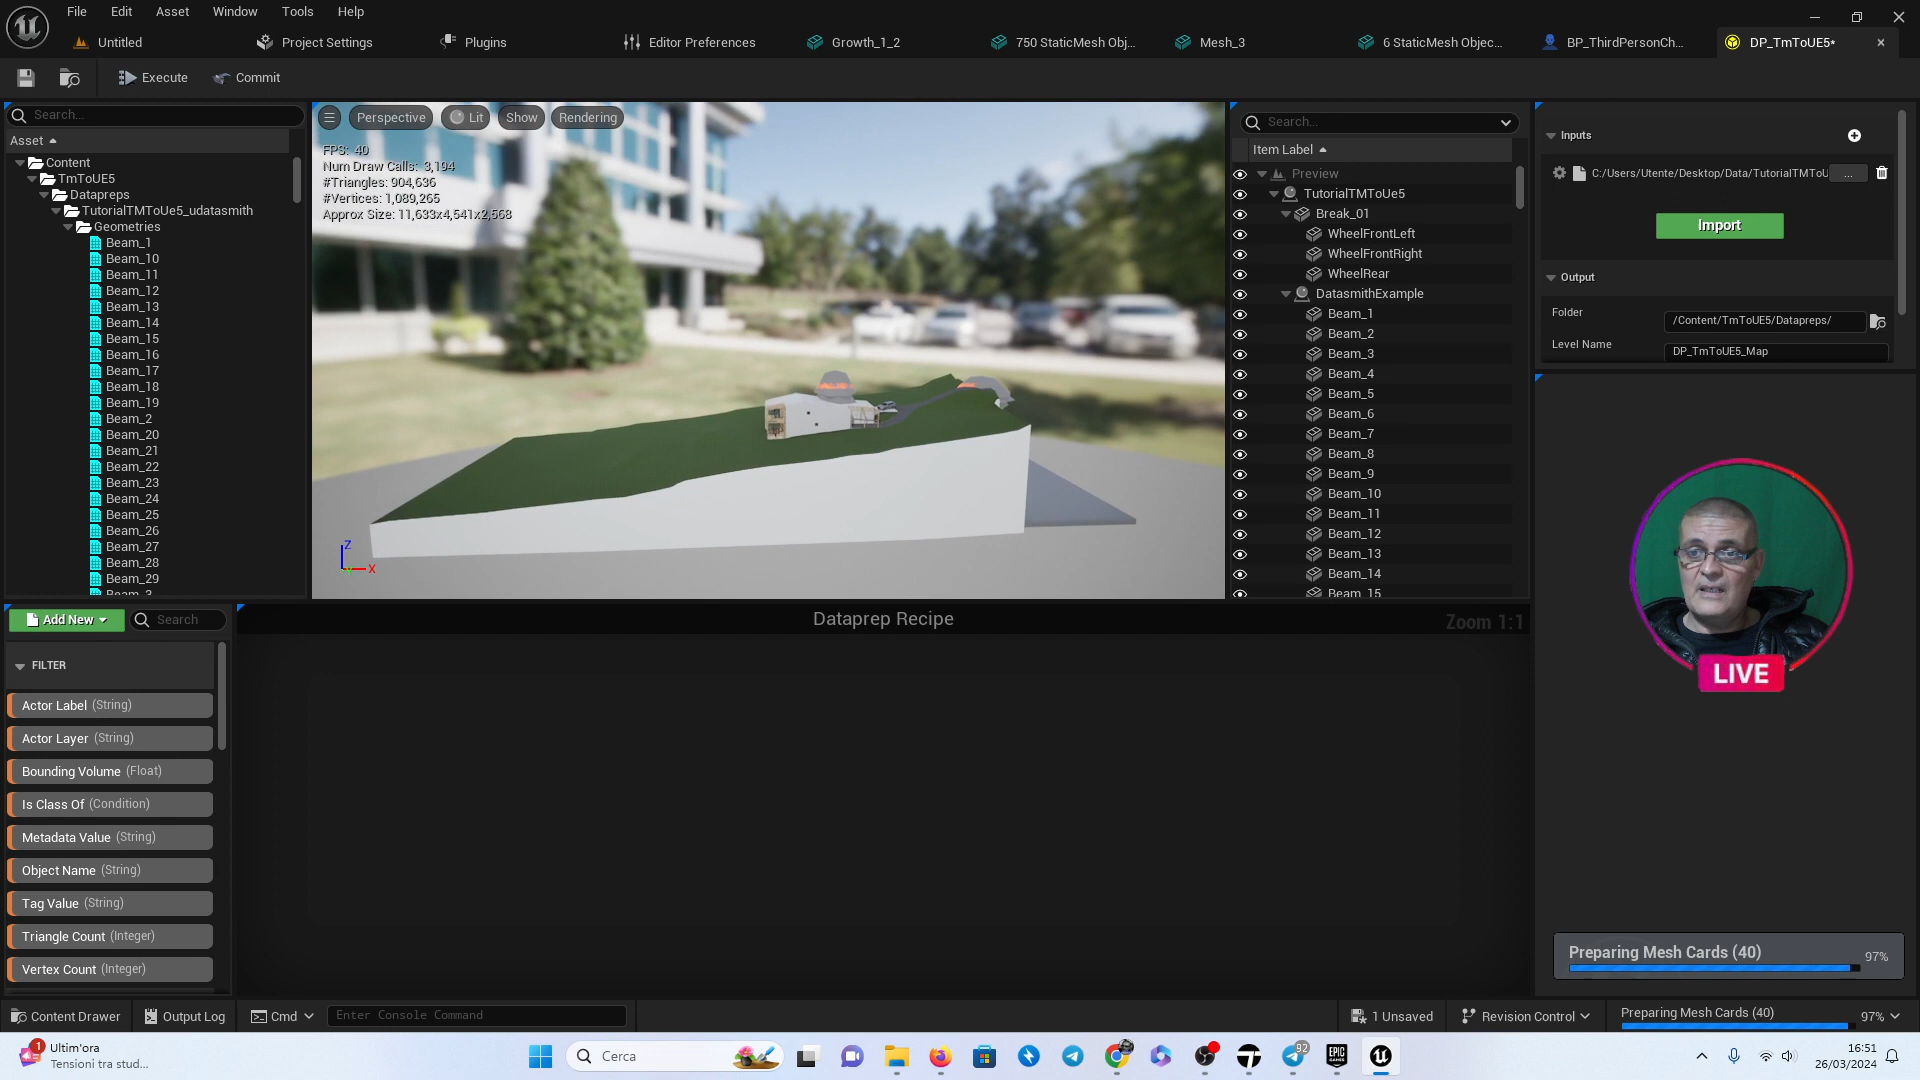 File Edit Asset Window Tools Help
Untitled Project Settings Plugins Editor Preferences Growth_1_2 750 StaticMesh Obj... Mesh_3 6 StaticMesh Objec... BP_ThirdPersonCh... DP_TmToUE5*
Execute Commit
Search...
Asset
Content
TmToUE5
Datapreps
TutorialTMToUe5_udatasmith
Geometries
Beam_1
Beam_10
Beam_11
Beam_12
Beam_13
Beam_14
Beam_15
Beam_16
Beam_17
Beam_18
Beam_19
Beam_2
Beam_20
Beam_21
Beam_22
Beam_23
Beam_24
Beam_25
Beam_26
Beam_27
Beam_28
Beam_29
Beam_3
Perspective Lit Show Rendering
FPS: 40
Num Draw Calls: 3,194
#Triangles: 904,636
#Vertices: 1,089,265
Approx Size: 11,633x4,541x2,568
Z
X
Search...
Item Label
Preview
TutorialTMToUe5
Break_01
WheelFrontLeft
WheelFrontRight
WheelRear
DatasmithExample
Beam_1
Beam_2
Beam_3
Beam_4
Beam_5
Beam_6
Beam_7
Beam_8
Beam_9
Beam_10
Beam_11
Beam_12
Beam_13
Beam_14
Beam_15
Inputs
C:/Users/Utente/Desktop/Data/TutorialTMToU ...
Import
Output
Folder /Content/TmToUE5/Datapreps/
Level Name DP_TmToUE5_Map
LIVE
Add New Search
FILTER
Actor Label (String)
Actor Layer (String)
Bounding Volume (Float)
Is Class Of (Condition)
Metadata Value (String)
Object Name (String)
Tag Value (String)
Triangle Count (Integer)
Vertex Count (Integer)
Dataprep Recipe
Zoom 1:1
Preparing Mesh Cards (40) 97%
Content Drawer Output Log Cmd Enter Console Command 1 Unsaved Revision Control Preparing Mesh Cards (40) 97%
1 Ultim'ora
Tensioni tra stud...
Cerca
92
EPIC GAMES
16:51
26/03/2024